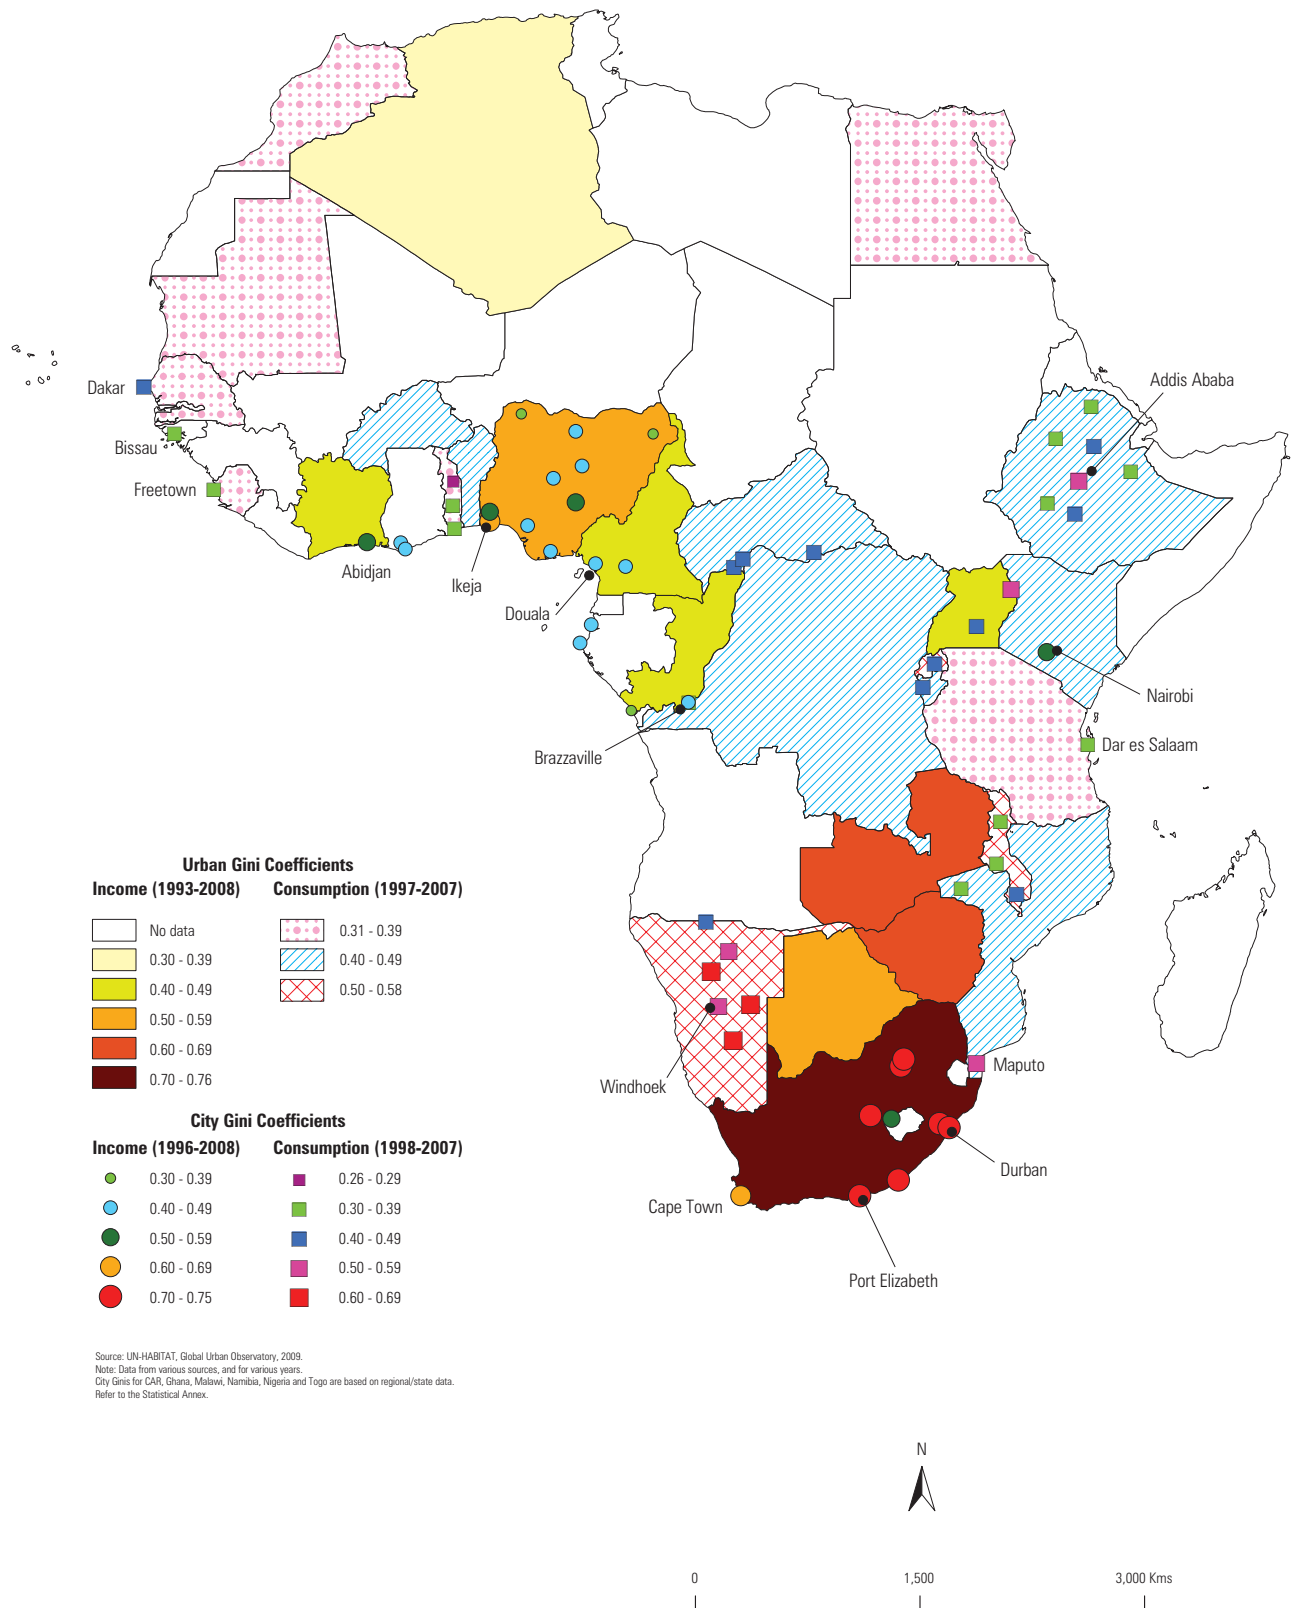 Addis Ababa
Dakar
Bissau
Freetown
Abidjan
Ikeja
Douala
Nairobi
Dar es Salaam
Brazzaville
Urban Gini Coefficients
Income (1993-2008) Consumption (1997-2007)
No data 0.31 - 0.39
0.30 - 0.39 0.40 - 0.49
0.40 - 0.49 0.50 - 0.58
0.50 - 0.59
0.60 - 0.69
0.70 - 0.76
Maputo
Windhoek
City Gini Coefficients
Income (1996-2008) Consumption (1998-2007)
0.30 - 0.39 0.26 - 0.29
0.40 - 0.49 0.30 - 0.39
0.50 - 0.59 0.40 - 0.49
0.60 - 0.69 0.50 - 0.59
0.70 - 0.75 0.60 - 0.69
Durban
Cape Town
Port Elizabeth
Source: UN-HABITAT, Global Urban Observatory, 2009.
Note: Data from various sources, and for various years.
City Ginis for CAR, Ghana, Malawi, Namibia, Nigeria and Togo are based on regional/state data.
Refer to the Statistical Annex.
N
0 1,500 3,000 Kms